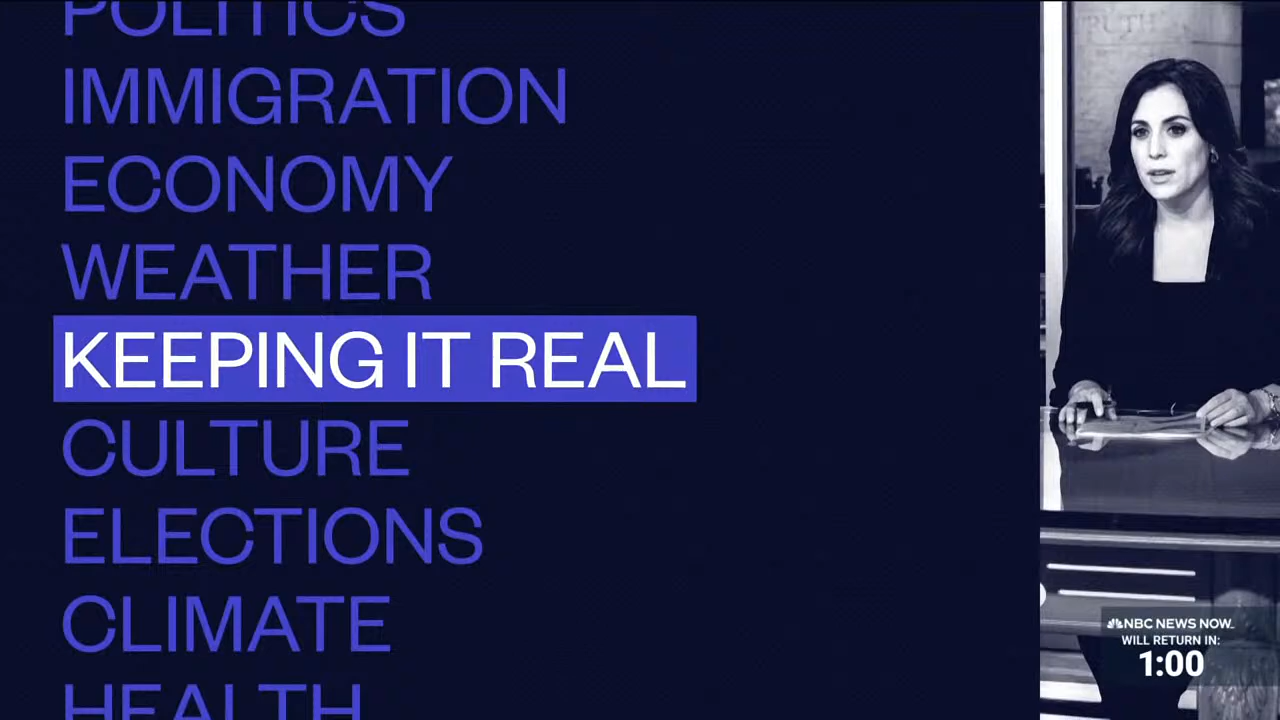 POLITICS
IMMIGRATION
ECONOMY
WEATHER
KEEPING IT REAL
CULTURE
ELECTIONS
CLIMATE
HEALTH
TRUTH
NBC NEWS NOW
WILL RETURN IN:
1:00